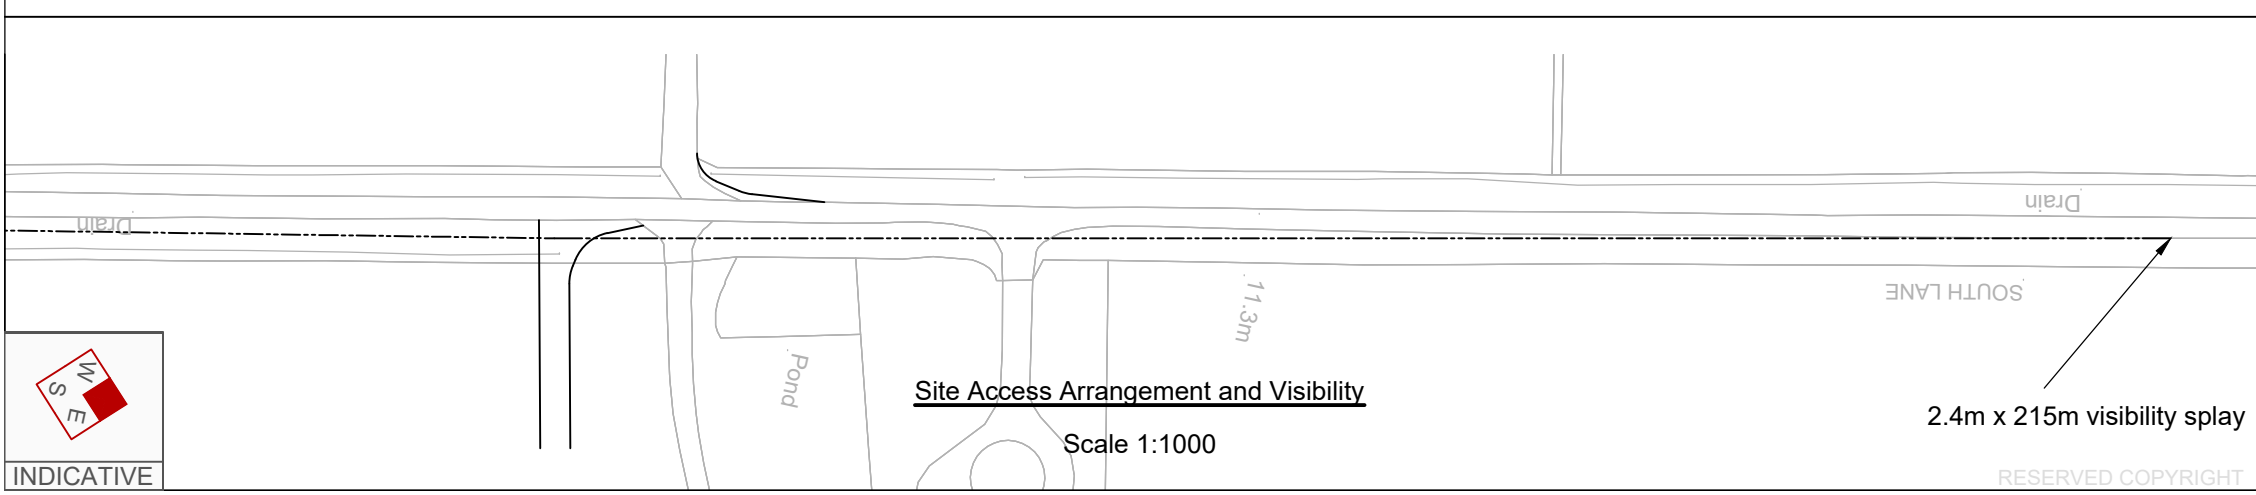 Drain
Drain
SOUTH LANE
11.3m
Pond
W
S
E
INDICATIVE
Site Access Arrangement and Visibility
Scale 1:1000
2.4m x 215m visibility splay
RESERVED COPYRIGHT